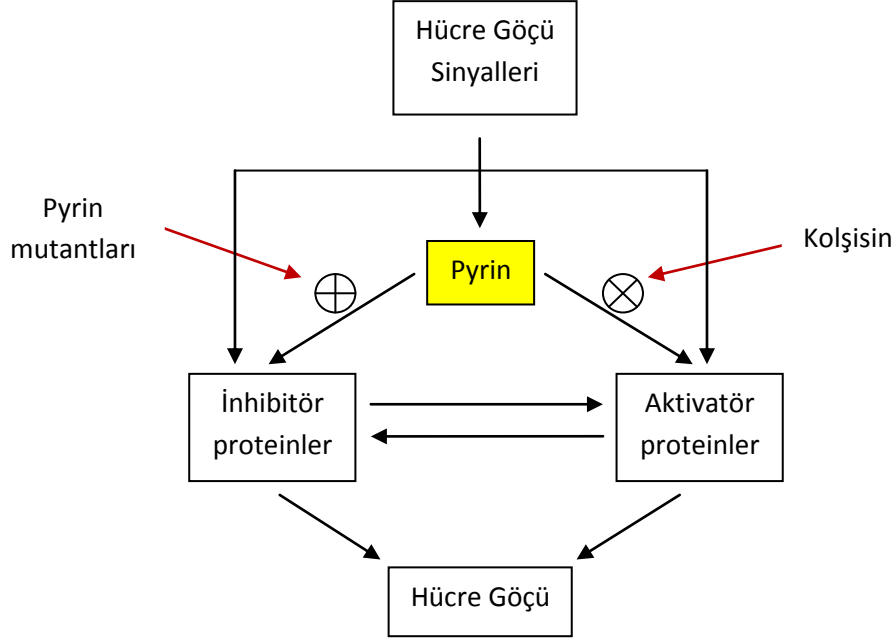 Hücre Göçü
Sinyalleri
Pyrin
mutantları
Pyrin
Kolşisin
İnhibitör
proteinler
Aktivatör
proteinler
Hücre Göçü